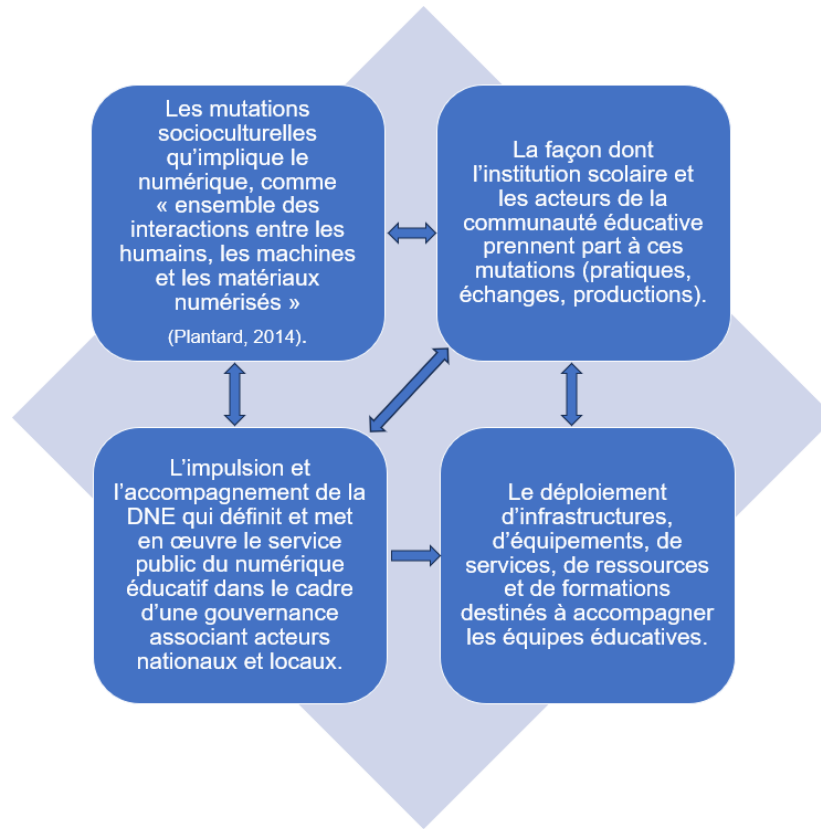 Les mutations
socioculturelles
qu’implique le
numérique, comme
« ensemble des
interactions entre les
humains, les machines
et les matériaux
numérisés »
(Plantard, 2014).
La façon dont
l’institution scolaire et
les acteurs de la
communauté éducative
prennent part à ces
mutations (pratiques,
échanges, productions).
L’impulsion et
l’accompagnement de la
DNE qui définit et met
en œuvre le service
public du numérique
éducatif dans le cadre
d’une gouvernance
associant acteurs
nationaux et locaux.
Le déploiement
d’infrastructures,
d’équipements, de
services, de ressources
et de formations
destinés à accompagner
les équipes éducatives.